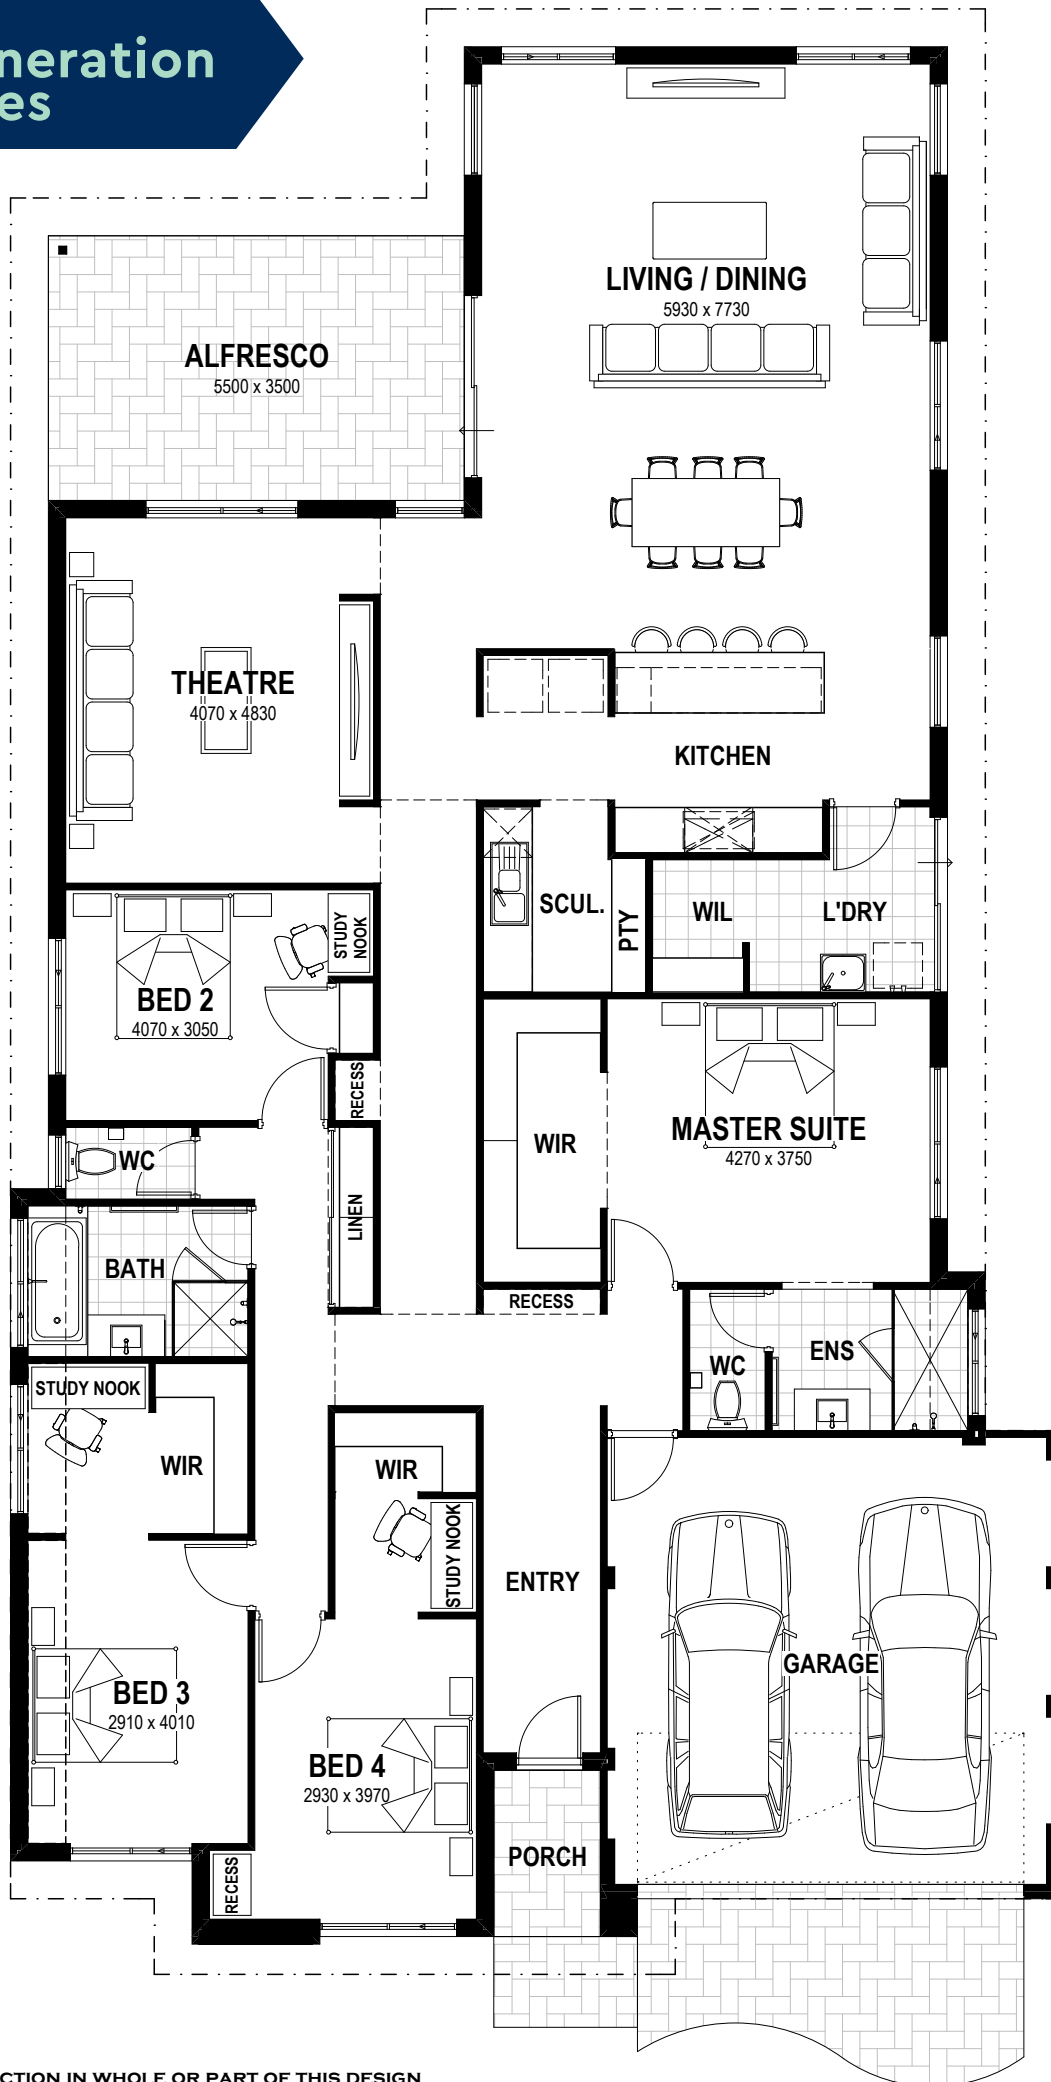 neration
es
LIVING / DINING
5930 x 7730
ALFRESCO
5500 x 3500
THEATRE
4070 x 4830
KITCHEN
SCUL.
PTY
WIL
L'DRY
STUDY
NOOK
BED 2
4070 x 3050
RECESS
WC
LINEN
WIR
MASTER SUITE
4270 x 3750
BATH
RECESS
WC
ENS
STUDY NOOK
WIR
WIR
STUDY NOOK
ENTRY
GARAGE
BED 3
2910 x 4010
BED 4
2930 x 3970
PORCH
RECESS
CTION IN WHOLE OR PART OF THIS DESIGN